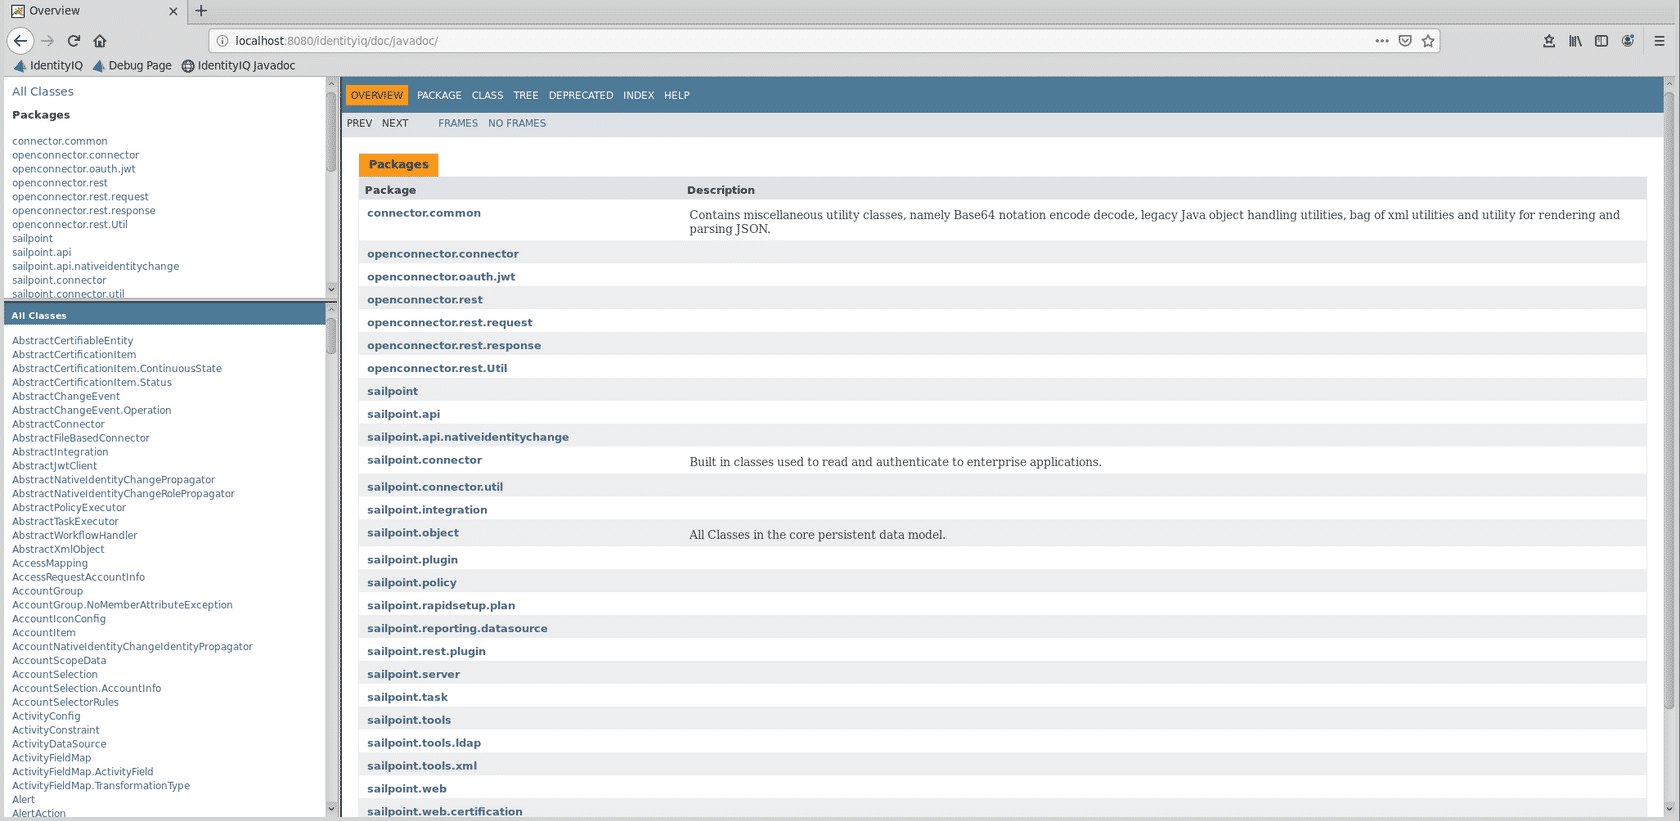 Overview
localhost:8080/identityiq/doc/javadoc/
IdentityIQ Debug Page IdentityIQ Javadoc
All Classes
Packages
connector.common
openconnector.connector
openconnector.oauth.jwt
openconnector.rest
openconnector.rest.request
openconnector.rest.response
openconnector.rest.Util
sailpoint
sailpoint.api
sailpoint.api.nativeidentitychange
sailpoint.connector
sailpoint.connector.util
All Classes
AbstractCertifiableEntity
AbstractCertificationItem
AbstractCertificationItem.ContinuousState
AbstractCertificationItem.Status
AbstractChangeEvent
AbstractChangeEvent.Operation
AbstractConnector
AbstractFileBasedConnector
AbstractIntegration
AbstractJwtClient
AbstractNativeIdentityChangePropagator
AbstractNativeIdentityChangeRolePropagator
AbstractPolicyExecutor
AbstractTaskExecutor
AbstractWorkflowHandler
AbstractXmlObject
AccessMapping
AccessRequestAccountInfo
AccountGroup
AccountGroup.NoMemberAttributeException
AccountIconConfig
AccountItem
AccountNativeIdentityChangeIdentityPropagator
AccountScopeData
AccountSelection
AccountSelection.AccountInfo
AccountSelectorRules
ActivityConfig
ActivityConstraint
ActivityDataSource
ActivityFieldMap
ActivityFieldMap.ActivityField
ActivityFieldMap.TransformationType
Alert
AlertAction
OVERVIEW PACKAGE CLASS TREE DEPRECATED INDEX HELP
PREV NEXT FRAMES NO FRAMES
Packages
Package Description
connector.common Contains miscellaneous utility classes, namely Base64 notation encode decode, legacy Java object handling utilities, bag of xml utilities and utility for rendering and
parsing JSON.
openconnector.connector
openconnector.oauth.jwt
openconnector.rest
openconnector.rest.request
openconnector.rest.response
openconnector.rest.Util
sailpoint
sailpoint.api
sailpoint.api.nativeidentitychange
sailpoint.connector Built in classes used to read and authenticate to enterprise applications.
sailpoint.connector.util
sailpoint.integration
sailpoint.object All Classes in the core persistent data model.
sailpoint.plugin
sailpoint.policy
sailpoint.rapidsetup.plan
sailpoint.reporting.datasource
sailpoint.rest.plugin
sailpoint.server
sailpoint.task
sailpoint.tools
sailpoint.tools.ldap
sailpoint.tools.xml
sailpoint.web
sailpoint.web.certification